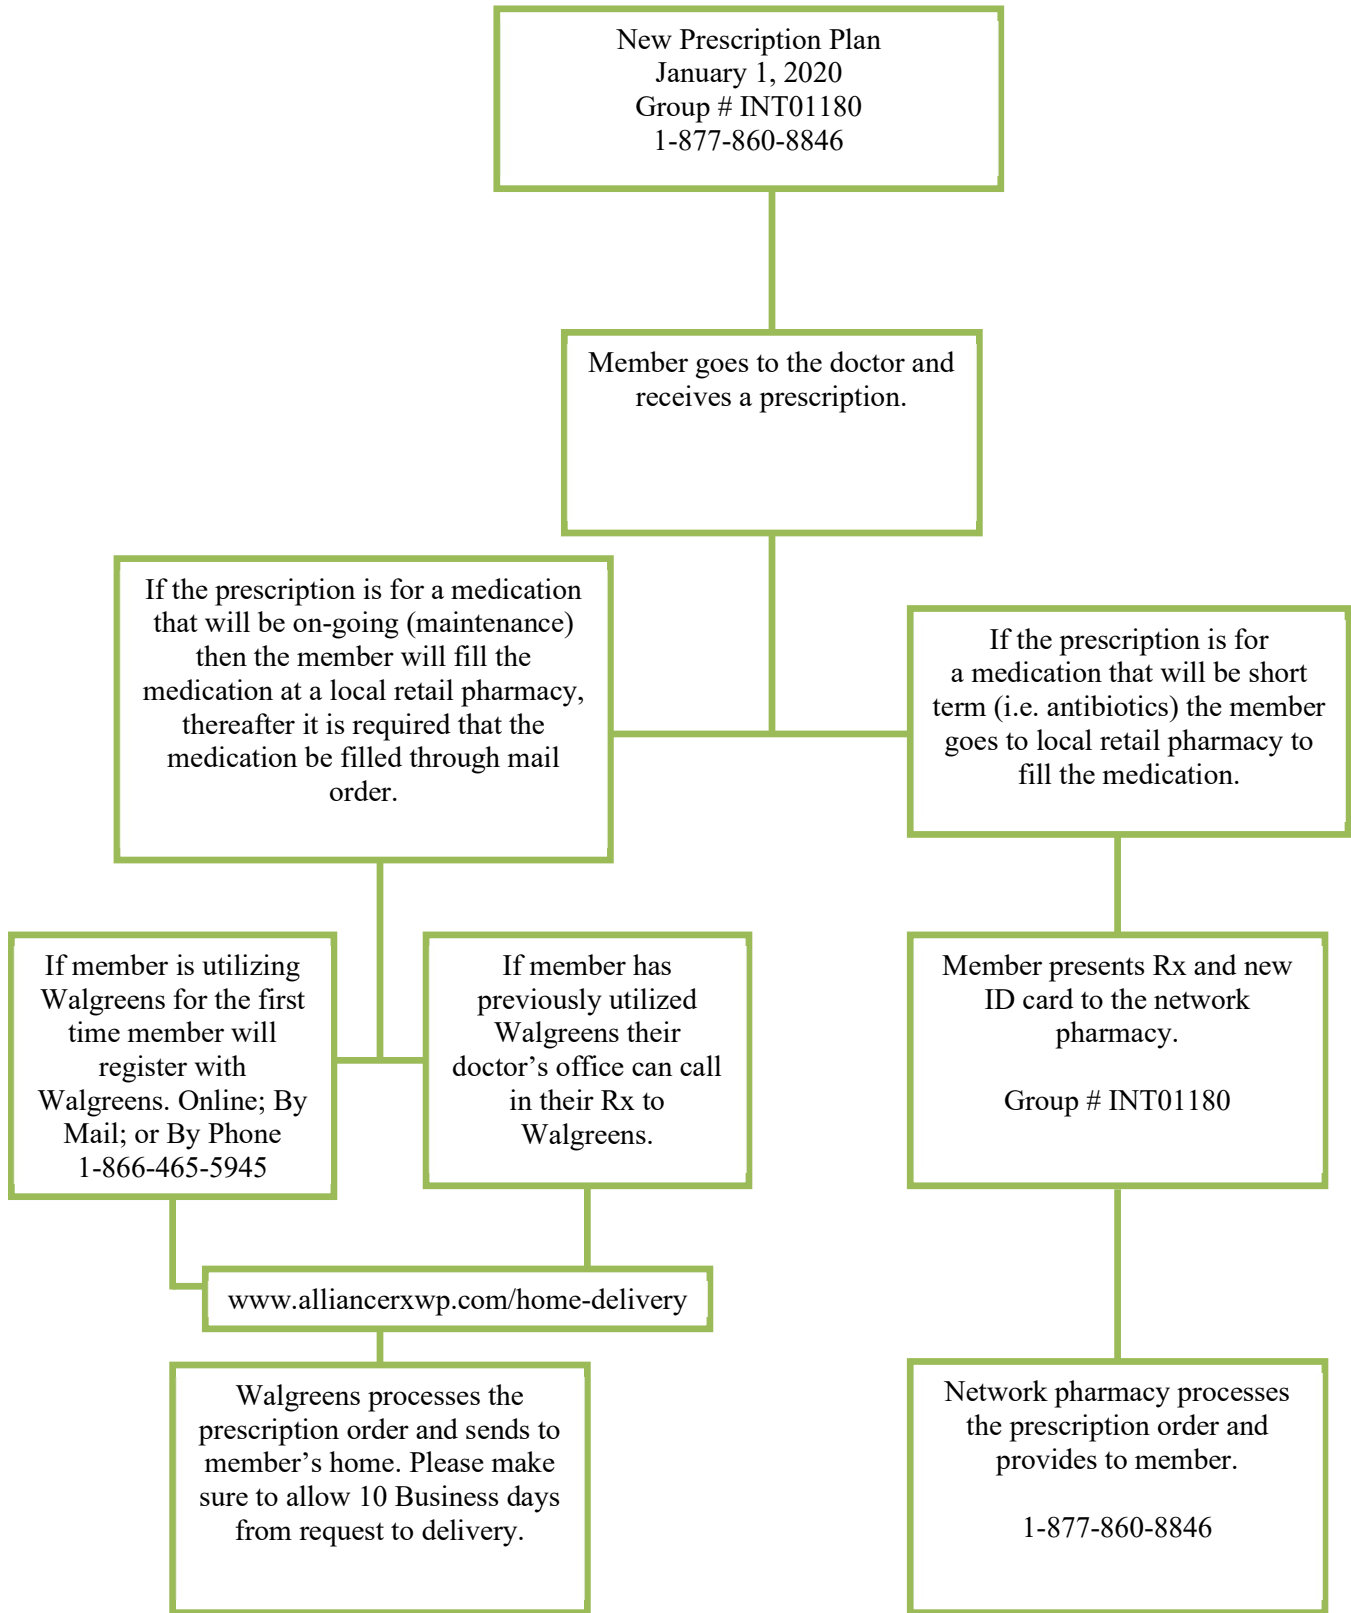 New Prescription Plan
January 1, 2020
Group # INT01180
1-877-860-8846
Member goes to the doctor and
receives a prescription.
If the prescription is for a medication
that will be on-going (maintenance)
then the member will fill the
medication at a local retail pharmacy,
thereafter it is required that the
medication be filled through mail
order.
If the prescription is for
a medication that will be short
term (i.e. antibiotics) the member
goes to local retail pharmacy to
fill the medication.
If member is utilizing
Walgreens for the first
time member will
register with
Walgreens. Online; By
Mail; or By Phone
1-866-465-5945
If member has
previously utilized
Walgreens their
doctor’s office can call
in their Rx to
Walgreens.
Member presents Rx and new
ID card to the network
pharmacy.
Group # INT01180
www.alliancerxwp.com/home-delivery
Walgreens processes the
prescription order and sends to
member’s home. Please make
sure to allow 10 Business days
from request to delivery.
Network pharmacy processes
the prescription order and
provides to member.
1-877-860-8846